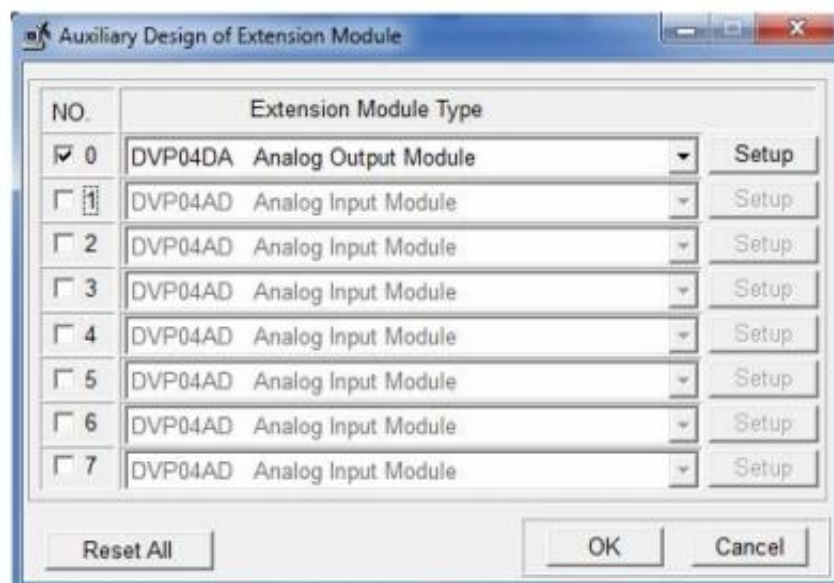 Auxiliary Design of Extension Module
NO. Extension Module Type
0 DVP04DA Analog Output Module Setup
1 DVP04AD Analog Input Module Setup
2 DVP04AD Analog Input Module Setup
3 DVP04AD Analog Input Module Setup
4 DVP04AD Analog Input Module Setup
5 DVP04AD Analog Input Module Setup
6 DVP04AD Analog Input Module Setup
7 DVP04AD Analog Input Module Setup
Reset All OK Cancel